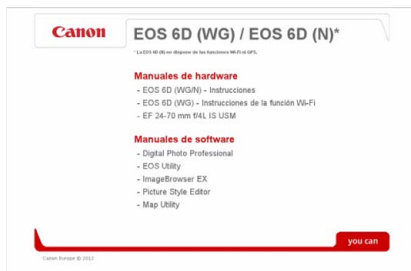 Canon
EOS 6D (WG) / EOS 6D (N)*
* La EOS 6D (N) no dispone de las funciones Wi-Fi ni GPS.
Manuales de hardware
- EOS 6D (WG/N) - Instrucciones
- EOS 6D (WG) - Instrucciones de la función Wi-Fi
- EF 24-70 mm f/4L IS USM
Manuales de software
- Digital Photo Professional
- EOS Utility
- ImageBrowser EX
- Picture Style Editor
- Map Utility
you can
Canon Europe © 2012